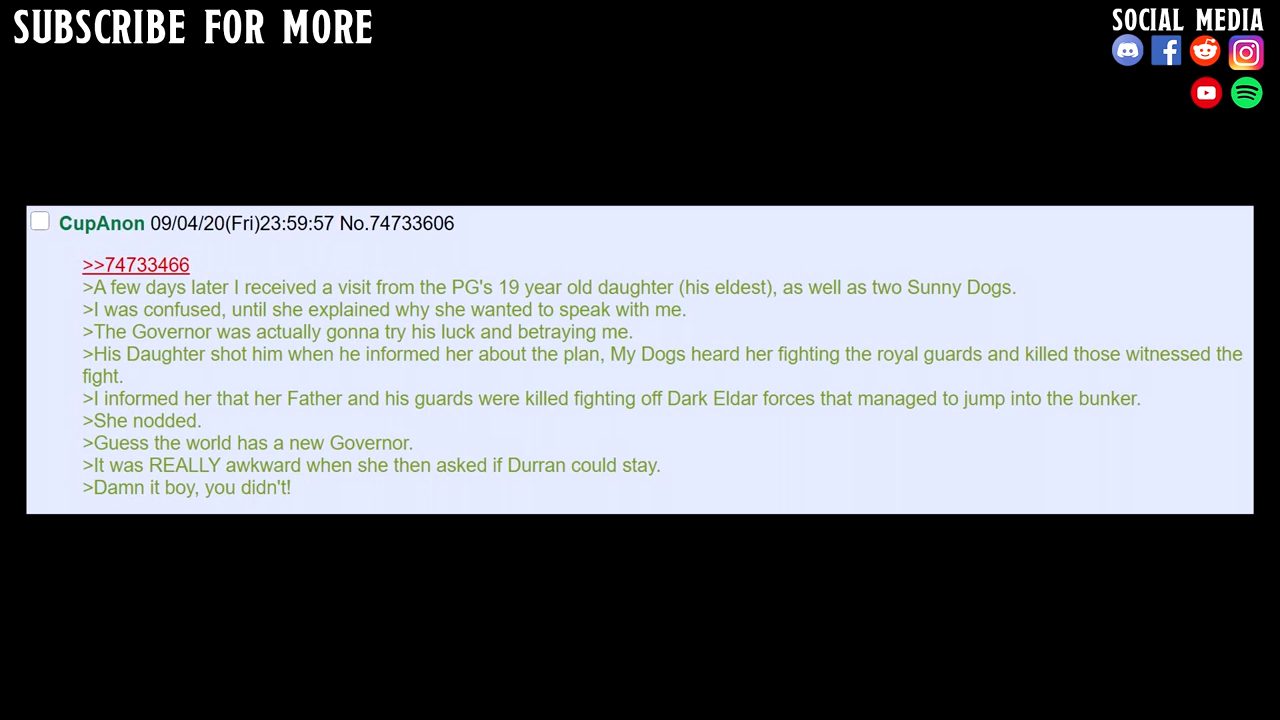 SUBSCRIBE FOR MORE
SOCIAL MEDIA
CupAnon 09/04/20(Fri)23:59:57 No.74733606
>>74733466
>A few days later I received a visit from the PG's 19 year old daughter (his eldest), as well as two Sunny Dogs.
>I was confused, until she explained why she wanted to speak with me.
>The Governor was actually gonna try his luck and betraying me.
>His Daughter shot him when he informed her about the plan, My Dogs heard her fighting the royal guards and killed those witnessed the
fight.
>I informed her that her Father and his guards were killed fighting off Dark Eldar forces that managed to jump into the bunker.
>She nodded.
>Guess the world has a new Governor.
>It was REALLY awkward when she then asked if Durran could stay.
>Damn it boy, you didn't!